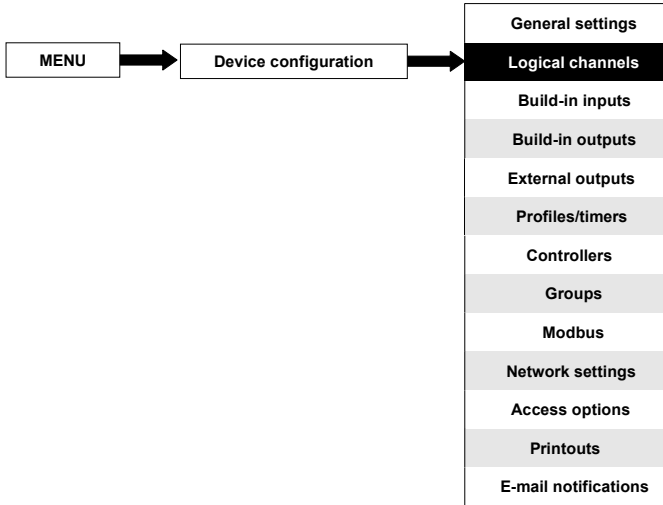 General settings
MENU
Device configuration
Logical channels
Build-in inputs
Build-in outputs
External outputs
Profiles/timers
Controllers
Groups
Modbus
Network settings
Access options
Printouts
E-mail notifications